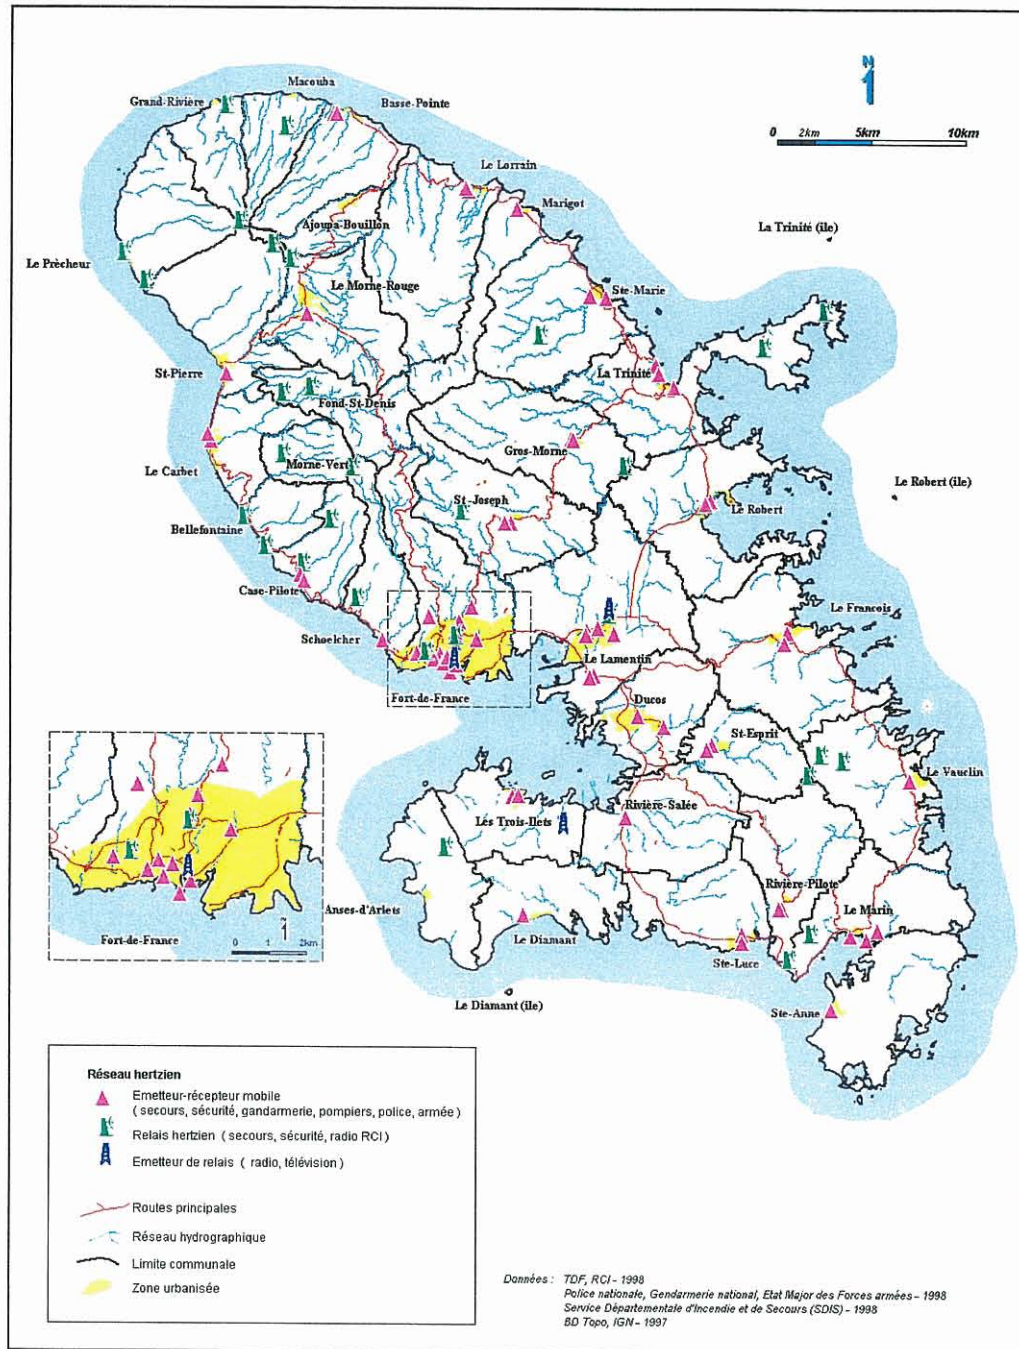 N
0 2km 5km 10km
Macouba
Grand-Rivière
Basse-Pointe
Le Lorrain
Marigot
Ajoupa-Bouillon
La Trinité (île)
Le Prècheur
Le Morne-Rouge
Ste-Marie
St-Pierre
La Trinité
Fond-St-Denis
Gros-Morne
Le Carbet
Morne-Vert
St-Joseph
Le Robert (île)
Le Robert
Bellefontaine
Case-Pilote
Le Francois
Schoelcher
Le Lamentin
Fort-de-France
Ducos
St-Esprit
Le Vauclin
Les Trois-Ilets
Rivière-Salée
Rivière-Pilote
Anses-d'Arlets
Le Marin
Le Diamant
Ste-Luce
Fort-de-France
0 1 2km
Le Diamant (île)
Ste-Anne
Réseau hertzien
Emetteur-récepteur mobile
( secours, sécurité, gandarmerie, pompiers, police, armée )
Relais hertzien ( secours, sécurité, radio RCI )
Emetteur de relais ( radio, télévision )
Routes principales
Réseau hydrographique
Limite communale
Zone urbanisée
Données : TDF, RCI - 1998
Police nationale, Gendarmerie national, Etat Major des Forces armées - 1998
Service Départementale d'Incendie et de Secours (SDIS) - 1998
BD Topo, IGN - 1997